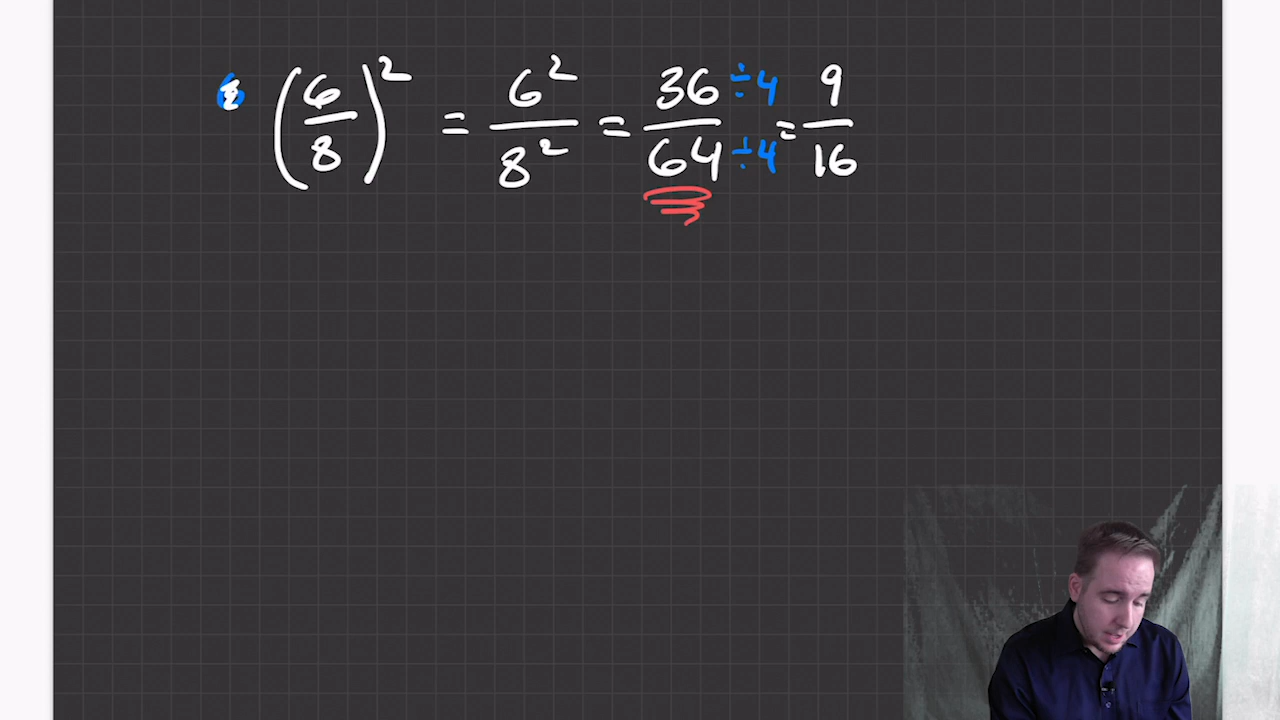 (6/8)² = 6²/8² = 36/64 ÷4/÷4 = 9/16